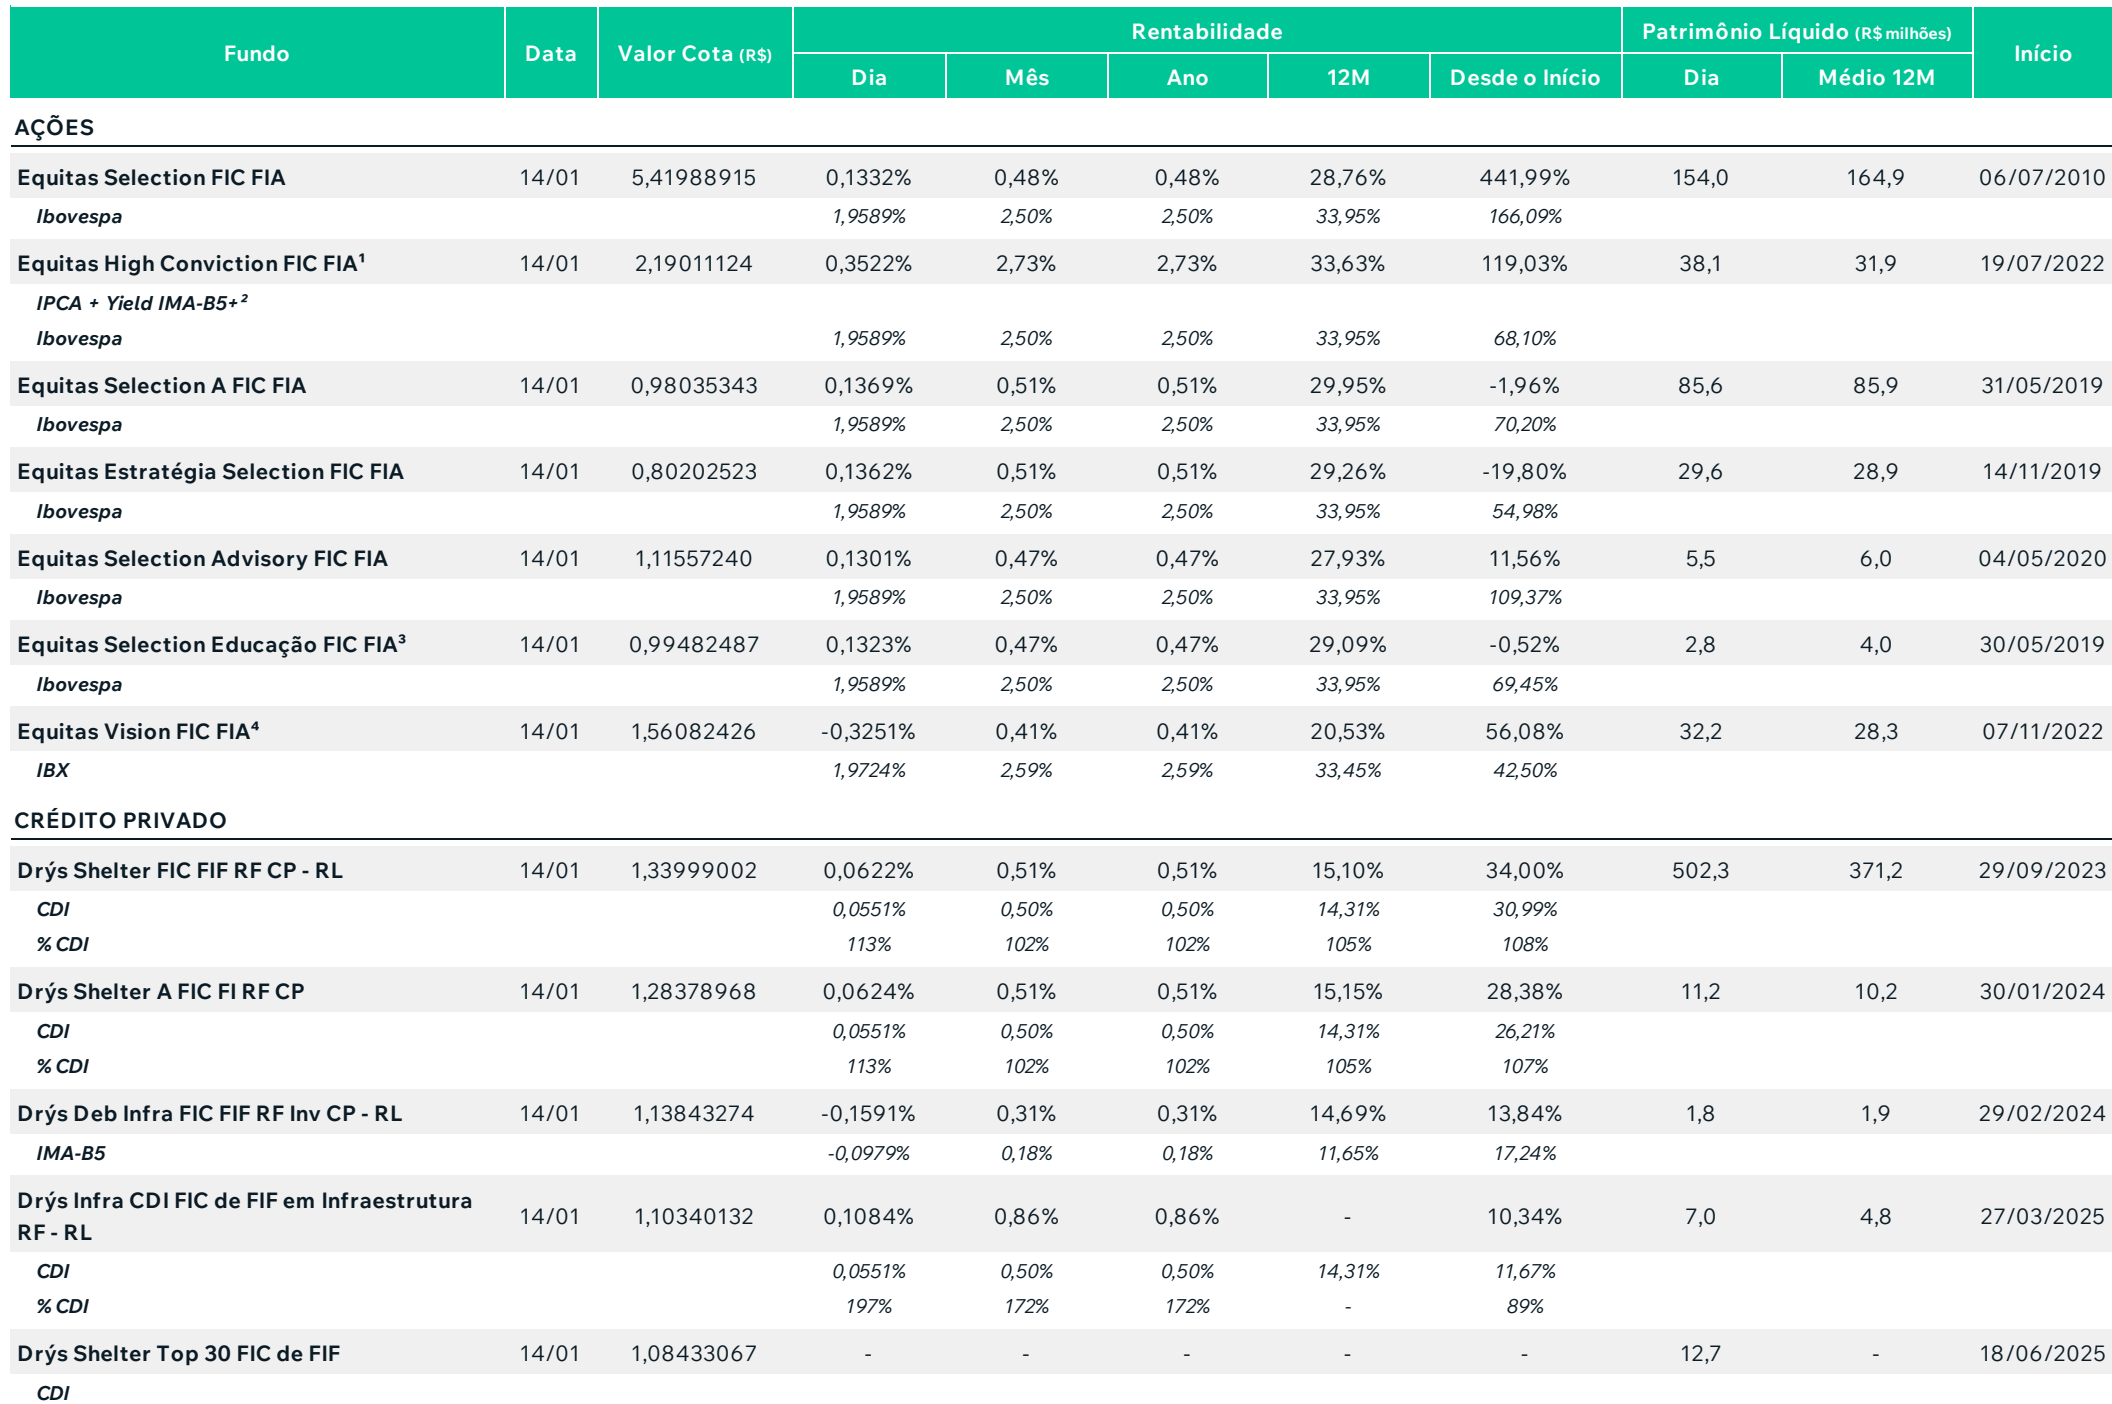 Fundo Data Valor Cota (R$) Rentabilidade Patrimônio Líquido (R$ milhões) Início
Dia Mês Ano 12M Desde o Início Dia Médio 12M
AÇÕES
Equitas Selection FIC FIA 14/01 5,41988915 0,1332% 0,48% 0,48% 28,76% 441,99% 154,0 164,9 06/07/2010
Ibovespa 1,9589% 2,50% 2,50% 33,95% 166,09%
Equitas High Conviction FIC FIA¹ 14/01 2,19011124 0,3522% 2,73% 2,73% 33,63% 119,03% 38,1 31,9 19/07/2022
IPCA + Yield IMA-B5+²
Ibovespa 1,9589% 2,50% 2,50% 33,95% 68,10%
Equitas Selection A FIC FIA 14/01 0,98035343 0,1369% 0,51% 0,51% 29,95% -1,96% 85,6 85,9 31/05/2019
Ibovespa 1,9589% 2,50% 2,50% 33,95% 70,20%
Equitas Estratégia Selection FIC FIA 14/01 0,80202523 0,1362% 0,51% 0,51% 29,26% -19,80% 29,6 28,9 14/11/2019
Ibovespa 1,9589% 2,50% 2,50% 33,95% 54,98%
Equitas Selection Advisory FIC FIA 14/01 1,11557240 0,1301% 0,47% 0,47% 27,93% 11,56% 5,5 6,0 04/05/2020
Ibovespa 1,9589% 2,50% 2,50% 33,95% 109,37%
Equitas Selection Educação FIC FIA³ 14/01 0,99482487 0,1323% 0,47% 0,47% 29,09% -0,52% 2,8 4,0 30/05/2019
Ibovespa 1,9589% 2,50% 2,50% 33,95% 69,45%
Equitas Vision FIC FIA⁴ 14/01 1,56082426 -0,3251% 0,41% 0,41% 20,53% 56,08% 32,2 28,3 07/11/2022
IBX 1,9724% 2,59% 2,59% 33,45% 42,50%
CRÉDITO PRIVADO
Drýs Shelter FIC FIF RF CP - RL 14/01 1,33999002 0,0622% 0,51% 0,51% 15,10% 34,00% 502,3 371,2 29/09/2023
CDI 0,0551% 0,50% 0,50% 14,31% 30,99%
% CDI 113% 102% 102% 105% 108%
Drýs Shelter A FIC FI RF CP 14/01 1,28378968 0,0624% 0,51% 0,51% 15,15% 28,38% 11,2 10,2 30/01/2024
CDI 0,0551% 0,50% 0,50% 14,31% 26,21%
% CDI 113% 102% 102% 105% 107%
Drýs Deb Infra FIC FIF RF Inv CP - RL 14/01 1,13843274 -0,1591% 0,31% 0,31% 14,69% 13,84% 1,8 1,9 29/02/2024
IMA-B5 -0,0979% 0,18% 0,18% 11,65% 17,24%
Drýs Infra CDI FIC de FIF em Infraestrutura
RF - RL 14/01 1,10340132 0,1084% 0,86% 0,86% - 10,34% 7,0 4,8 27/03/2025
CDI 0,0551% 0,50% 0,50% 14,31% 11,67%
% CDI 197% 172% 172% - 89%
Drýs Shelter Top 30 FIC de FIF 14/01 1,08433067 - - - - - 12,7 - 18/06/2025
CDI